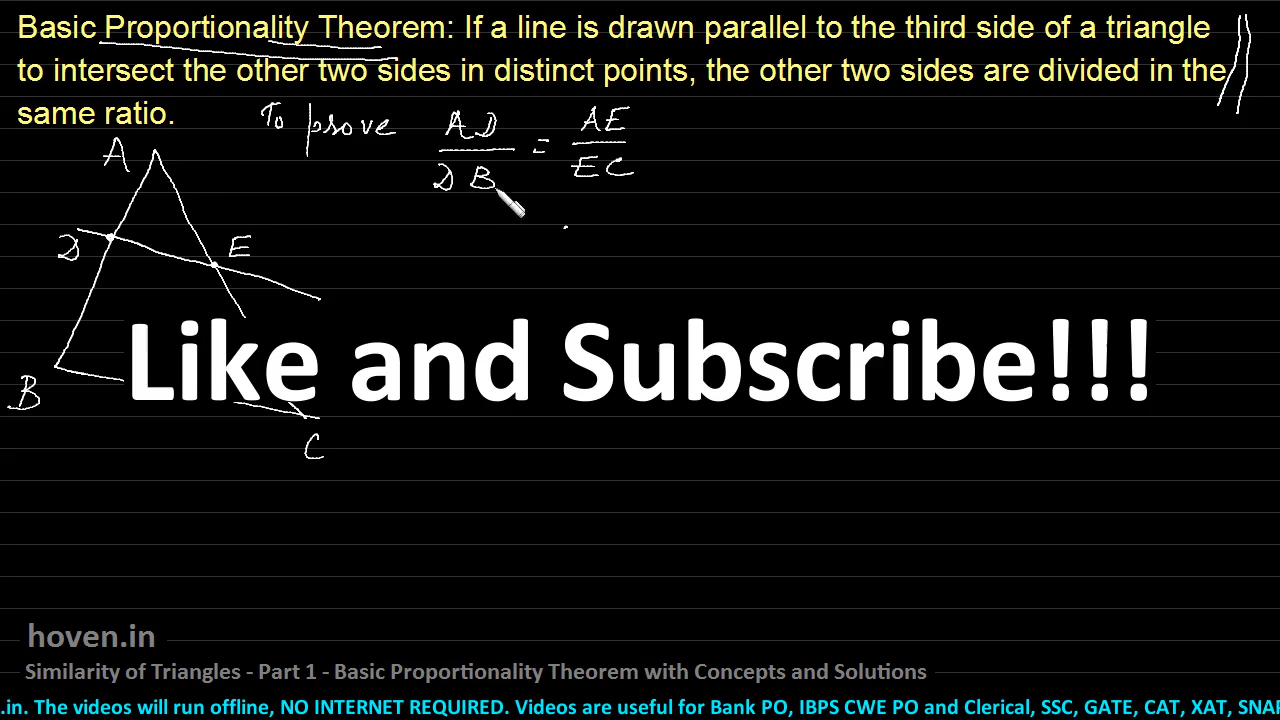 Basic Proportionality Theorem: If a line is drawn parallel to the third side of a triangle
to intersect the other two sides in distinct points, the other two sides are divided in the
same ratio.
To prove AD/DB = AE/EC
A
D
E
Like and Subscribe!!!
B
C
hoven.in
Similarity of Triangles - Part 1 - Basic Proportionality Theorem with Concepts and Solutions
.in. The videos will run offline, NO INTERNET REQUIRED. Videos are useful for Bank PO, IBPS CWE PO and Clerical, SSC, GATE, CAT, XAT, SNA